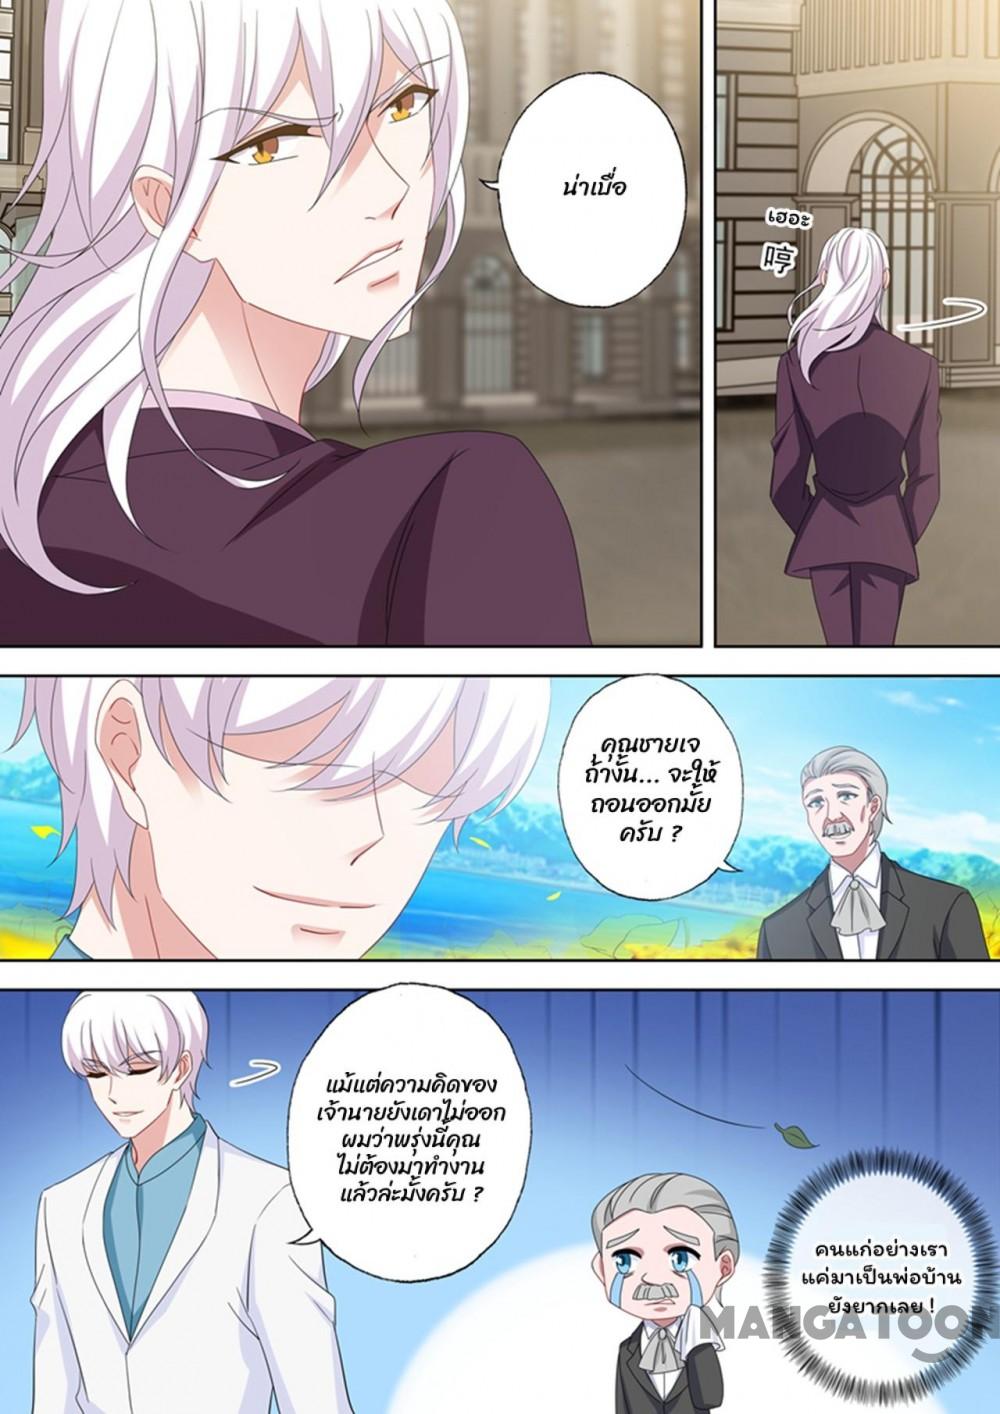 น่าเบื่อ
เฮอะ
哼
คุณชายเจ
ถ้างั้น... จะให้
ถอนออกมั้ย
ครับ ?
แม้แต่ความคิดของ
เจ้านายยังเดาไม่ออก
ผมว่าพรุ่งนี้คุณ
ไม่ต้องมาทำงาน
แล้วล่ะมั้งครับ ?
คนแก่อย่างเรา
แค่มาเป็นพ่อบ้าน
ยังยากเลย !
MANGATOON